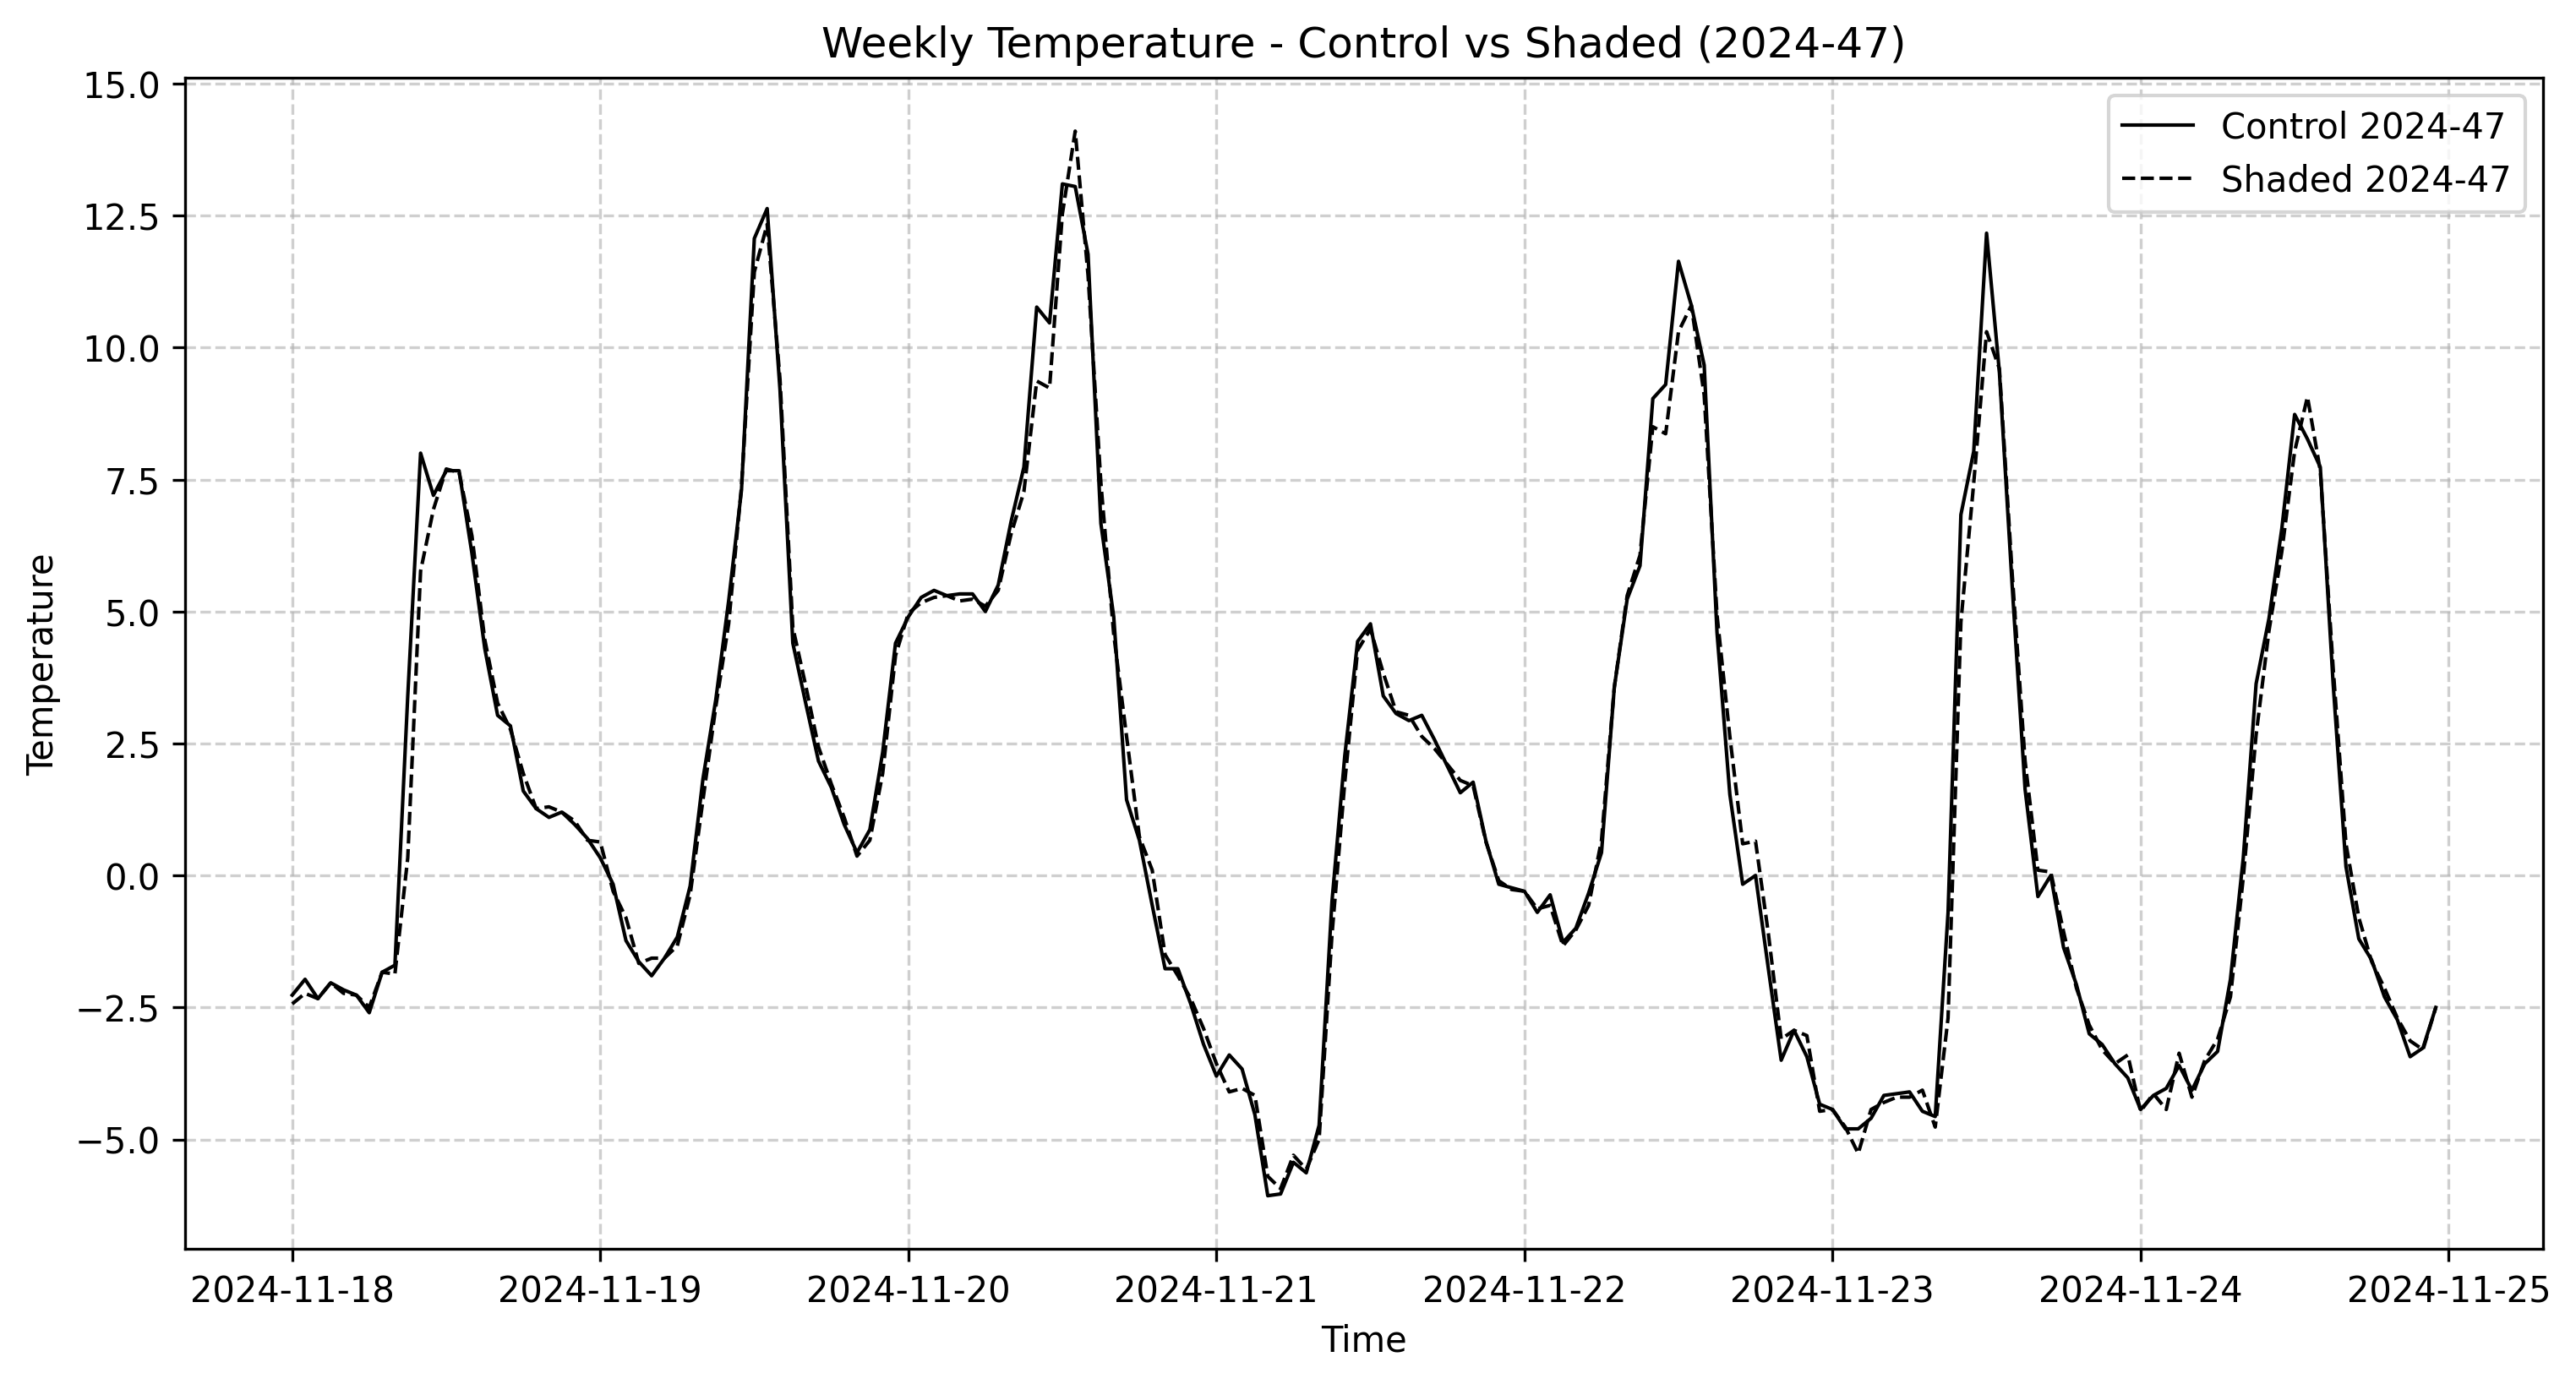 Weekly Temperature - Control vs Shaded (2024-47)
Control 2024-47
Shaded 2024-47
Temperature
15.0
12.5
10.0
7.5
5.0
2.5
0.0
−2.5
−5.0
2024-11-18 2024-11-19 2024-11-20 2024-11-21 2024-11-22 2024-11-23 2024-11-24 2024-11-25
Time